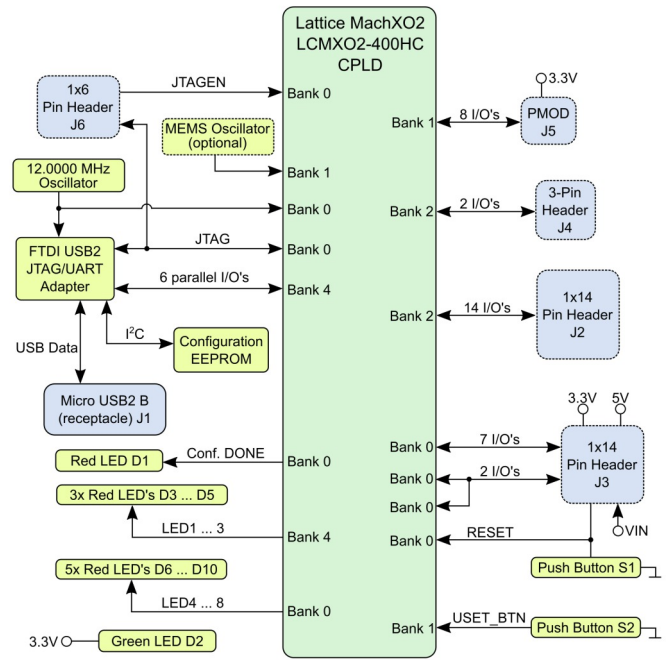 Lattice MachXO2
LCMXO2-400HC
CPLD
1x6
Pin Header
J6
JTAGEN
Bank 0
MEMS Oscillator
(optional)
Bank 1
12.0000 MHz
Oscillator
Bank 0
FTDI USB2
JTAG/UART
Adapter
JTAG
Bank 0
6 parallel I/O's
Bank 4
I²C
Configuration
EEPROM
USB Data
Micro USB2 B
(receptacle) J1
Red LED D1
Conf. DONE
Bank 0
3x Red LED's D3 ... D5
LED1 ... 3
Bank 4
5x Red LED's D6 ... D10
LED4 ... 8
Bank 0
3.3V
Green LED D2
3.3V
Bank 1
8 I/O's
PMOD
J5
Bank 2
2 I/O's
3-Pin
Header
J4
Bank 2
14 I/O's
1x14
Pin Header
J2
3.3V
5V
Bank 0
7 I/O's
Bank 0
2 I/O's
Bank 0
1x14
Pin Header
J3
VIN
Bank 0
RESET
Push Button S1
Bank 1
USET_BTN
Push Button S2